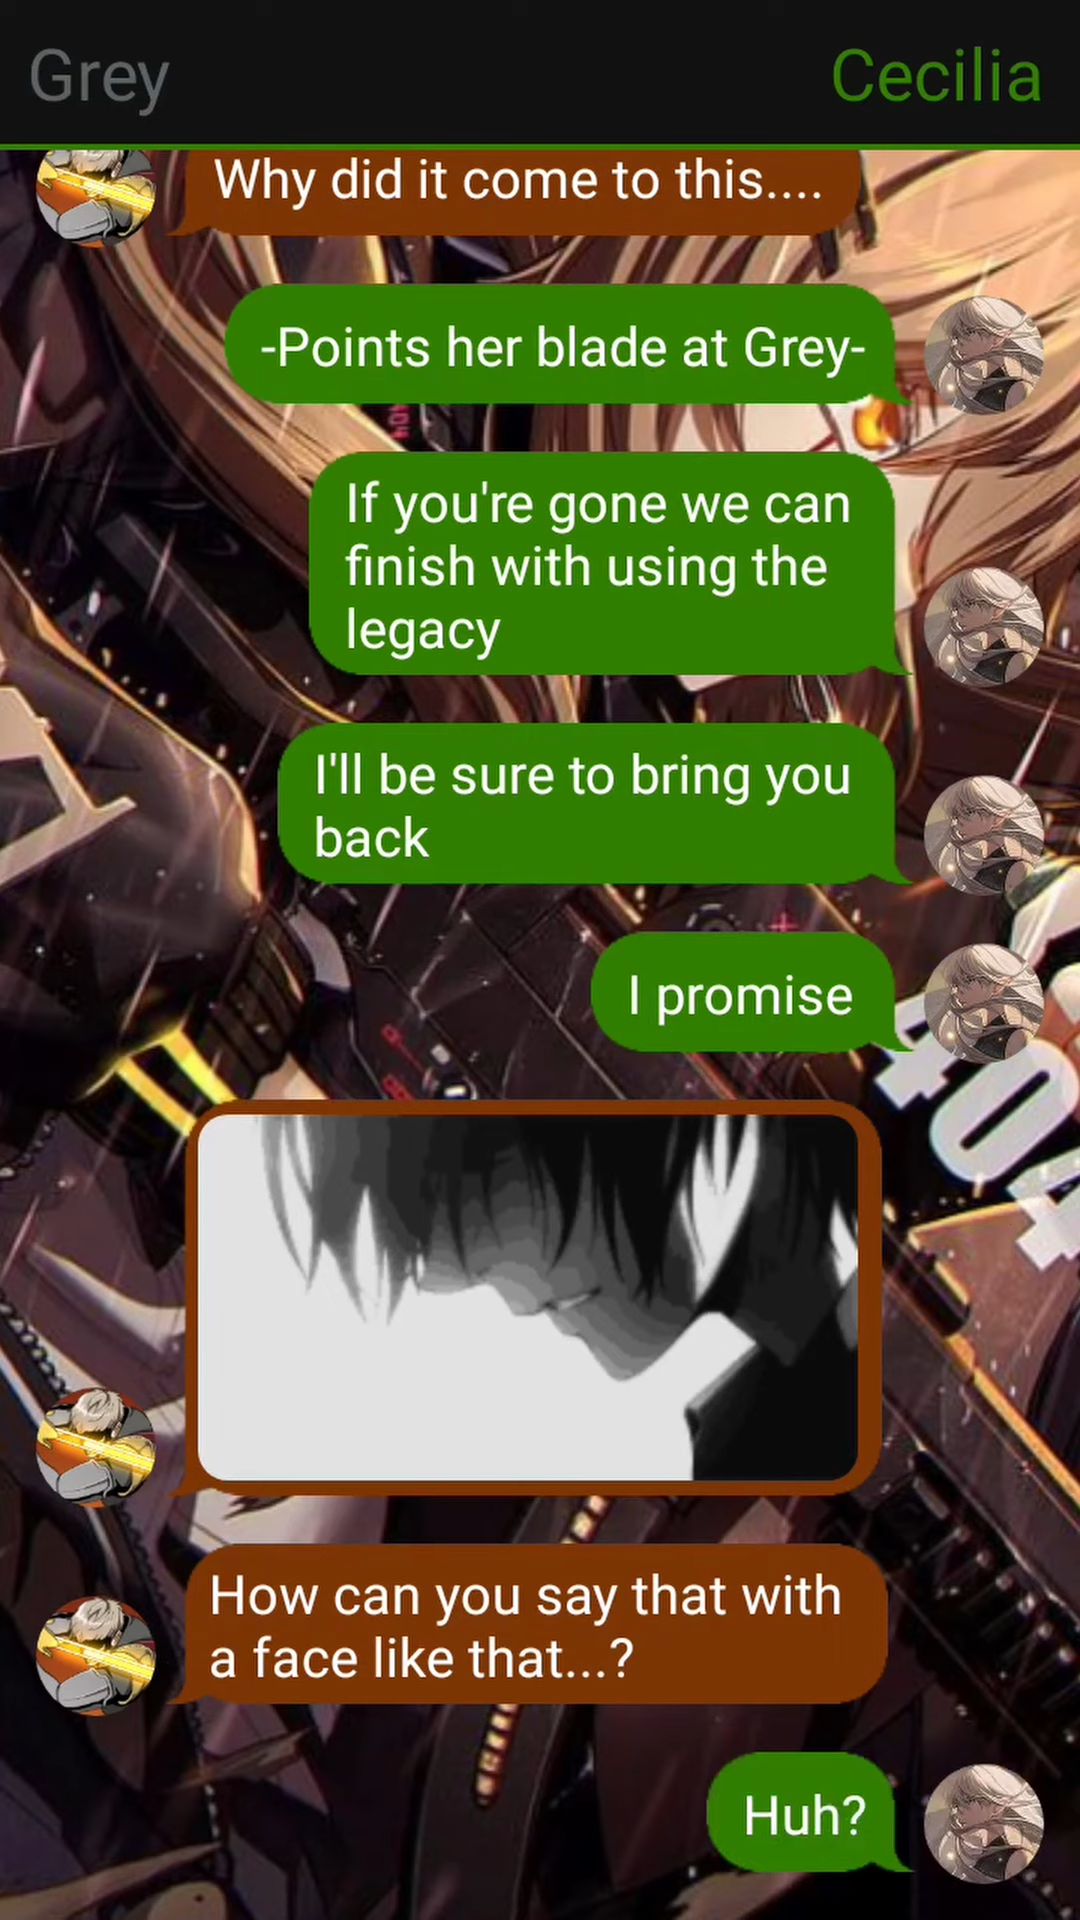 Grey
Cecilia
Why did it come to this....
-Points her blade at Grey-
If you're gone we can
finish with using the
legacy
I'll be sure to bring you
back
I promise
404
How can you say that with
a face like that...?
Huh?